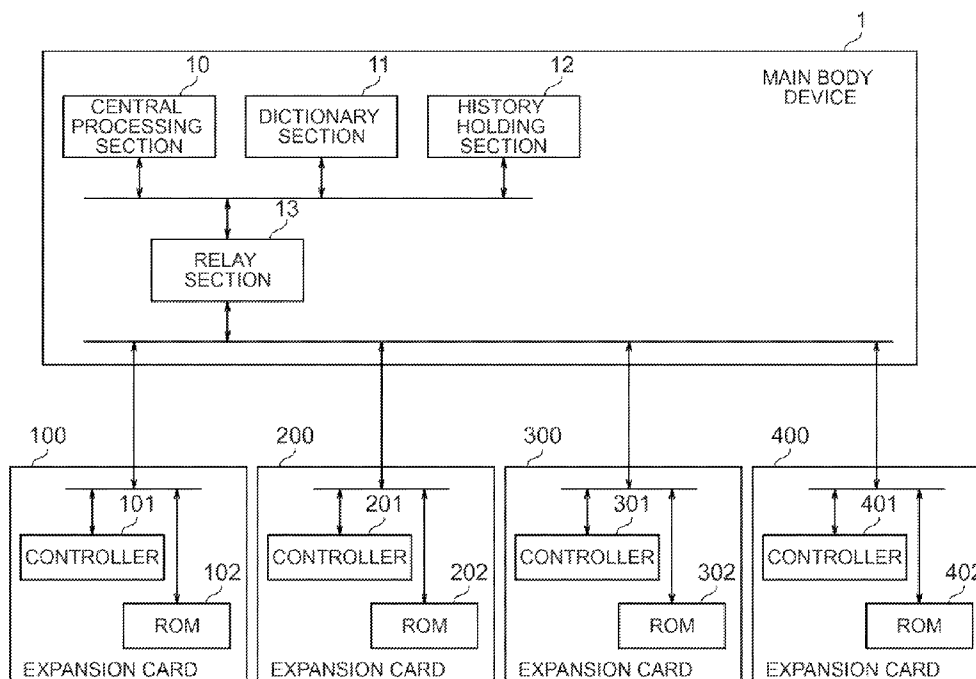 1
MAIN BODY
DEVICE
10
CENTRAL
PROCESSING
SECTION
11
DICTIONARY
SECTION
12
HISTORY
HOLDING
SECTION
13
RELAY
SECTION
100
101
CONTROLLER
102
ROM
EXPANSION CARD
200
201
CONTROLLER
202
ROM
EXPANSION CARD
300
301
CONTROLLER
302
ROM
EXPANSION CARD
400
401
CONTROLLER
402
ROM
EXPANSION CARD